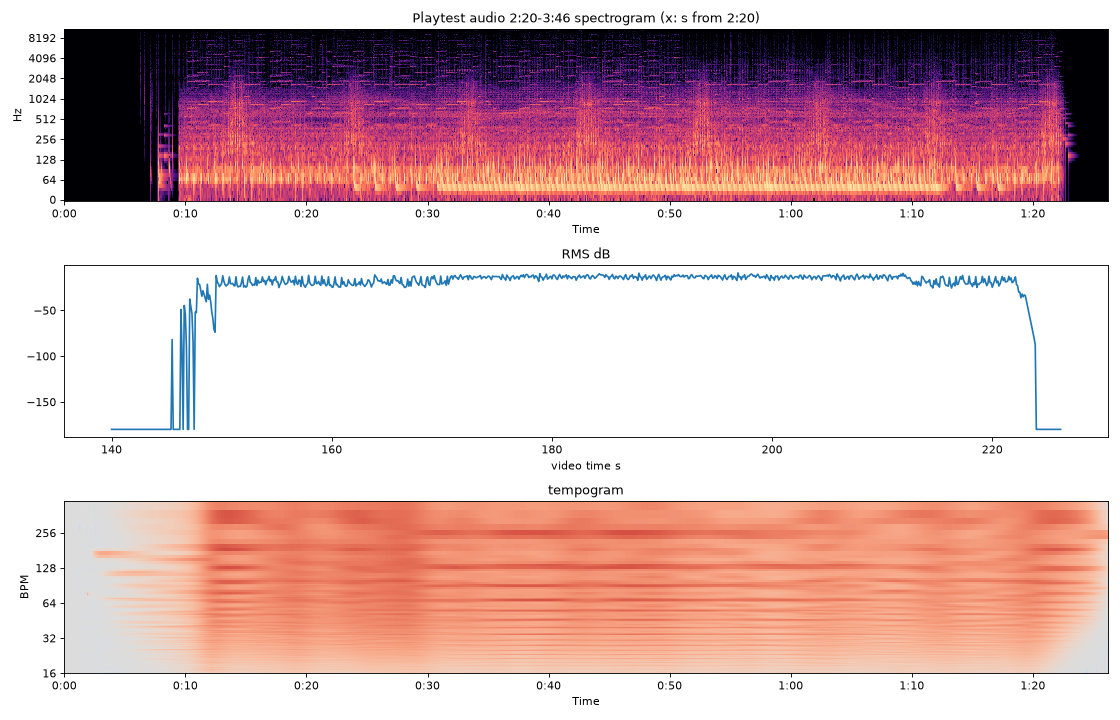 Playtest audio 2:20-3:46 spectrogram (x: s from 2:20)
8192
4096
2048
1024
512
256
128
64
0
Hz
0:00 0:10 0:20 0:30 0:40 0:50 1:00 1:10 1:20
Time
RMS dB
−50
−100
−150
140 160 180 200 220
video time s
tempogram
256
128
64
32
16
BPM
0:00 0:10 0:20 0:30 0:40 0:50 1:00 1:10 1:20
Time